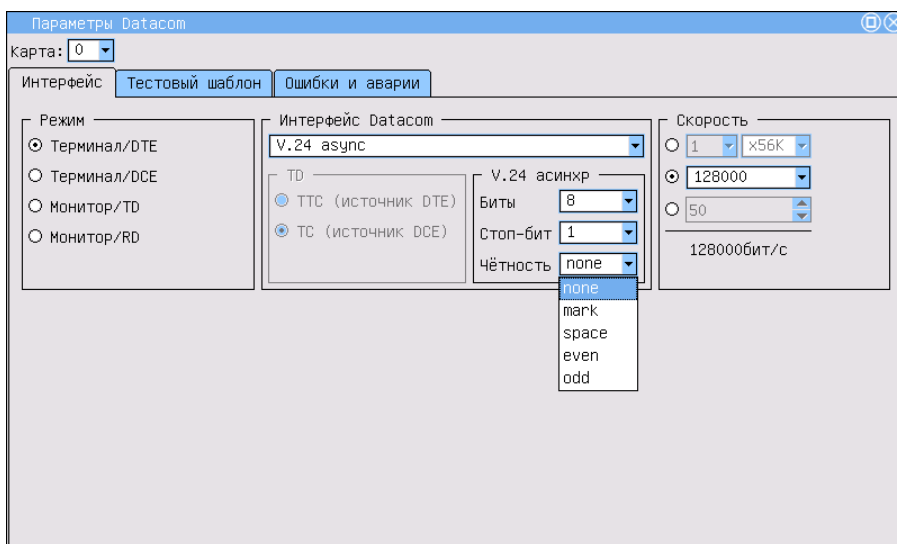 Параметры Datacom
Карта: 0
Интерфейс Тестовый шаблон Ошибки и аварии
Режим
Терминал/DTE
Терминал/DCE
Монитор/TD
Монитор/RD
Интерфейс Datacom
V.24 async
TD
TTC (источник DTE)
TC (источник DCE)
V.24 асинхр
Биты 8
Стоп-бит 1
Чётность none
none
mark
space
even
odd
Скорость
1 x56K
128000
50
128000бит/с